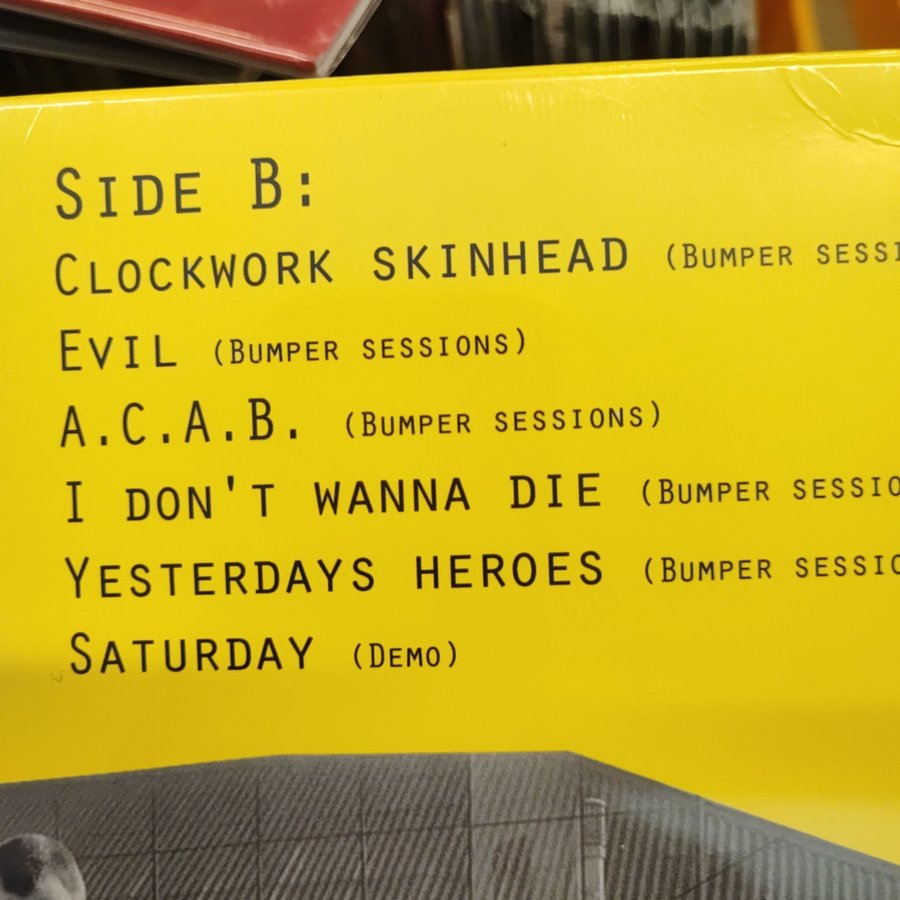 SIDE B:
CLOCKWORK SKINHEAD (BUMPER SESSI
EVIL (BUMPER SESSIONS)
A.C.A.B. (BUMPER SESSIONS)
I DON'T WANNA DIE (BUMPER SESSIO
YESTERDAYS HEROES (BUMPER SESSIO
SATURDAY (DEMO)